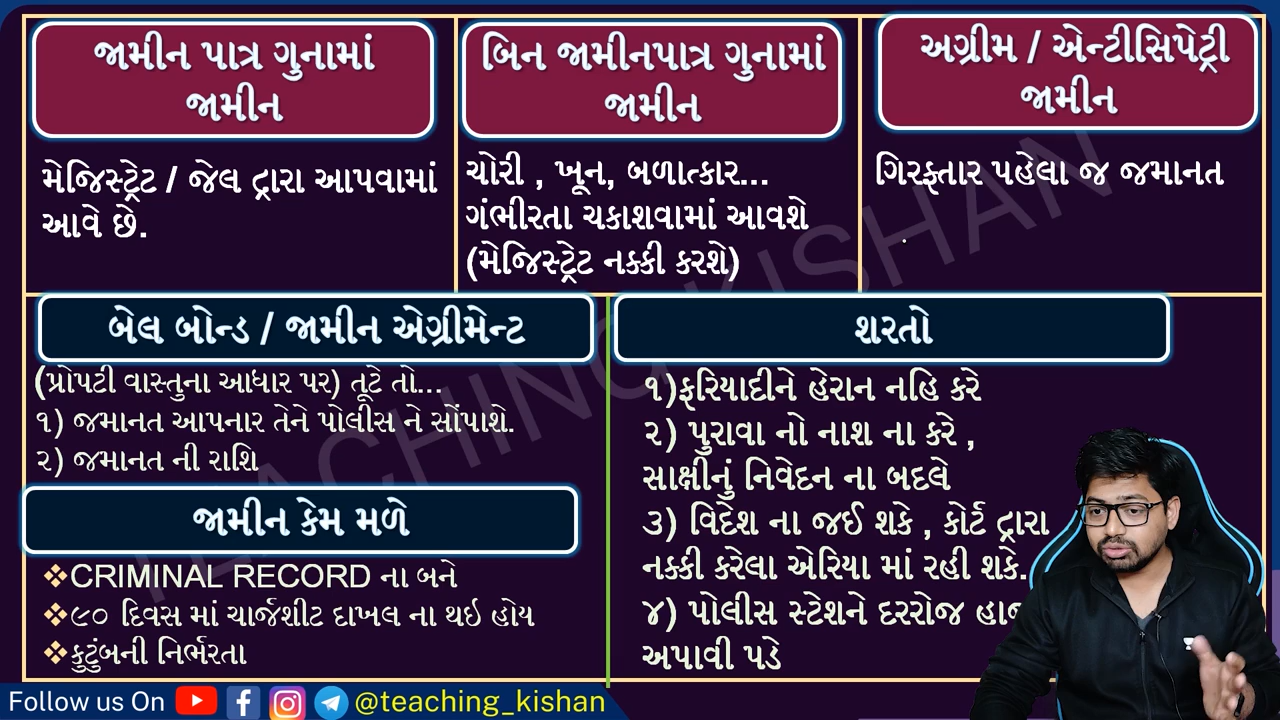 જામીન પાત્ર ગુનામાં
જામીન
બિન જામીનપાત્ર ગુનામાં
જામીન
અગ્રીમ / એન્ટીસિપેટ્રી
જામીન
મેજિસ્ટ્રેટ / જેલ દ્રારા આપવામાં
આવે છે.
ચોરી , ખૂન, બળાત્કાર...
ગંભીરતા ચકાશવામાં આવશે
(મેજિસ્ટ્રેટ નક્કી કરશે)
ગિરફ્તાર પહેલા જ જમાનત
બેલ બોન્ડ / જામીન એગ્રીમેન્ટ
(પ્રોપટી વાસ્તુના આધાર પર) તૂટે તો...
૧) જમાનત આપનાર તેને પોલીસ ને સોંપાશે.
૨) જમાનત ની રાશિ
જામીન કેમ મળે
❖CRIMINAL RECORD ના બને
❖૯૦ દિવસ માં ચાર્જશીટ દાખલ ના થઇ હોય
❖કુટુંબની નિર્ભરતા
શરતો
૧)ફરિયાદીને હેરાન નહિ કરે
૨) પુરાવા નો નાશ ના કરે ,
સાક્ષીનું નિવેદન ના બદલે
૩) વિદેશ ના જઈ શકે , કોર્ટ દ્રારા
નક્કી કરેલા એરિયા માં રહી શકે.
૪) પોલીસ સ્ટેશને દરરોજ
અપાવી પડે
TEACHING KISHAN
Follow us On @teaching_kishan